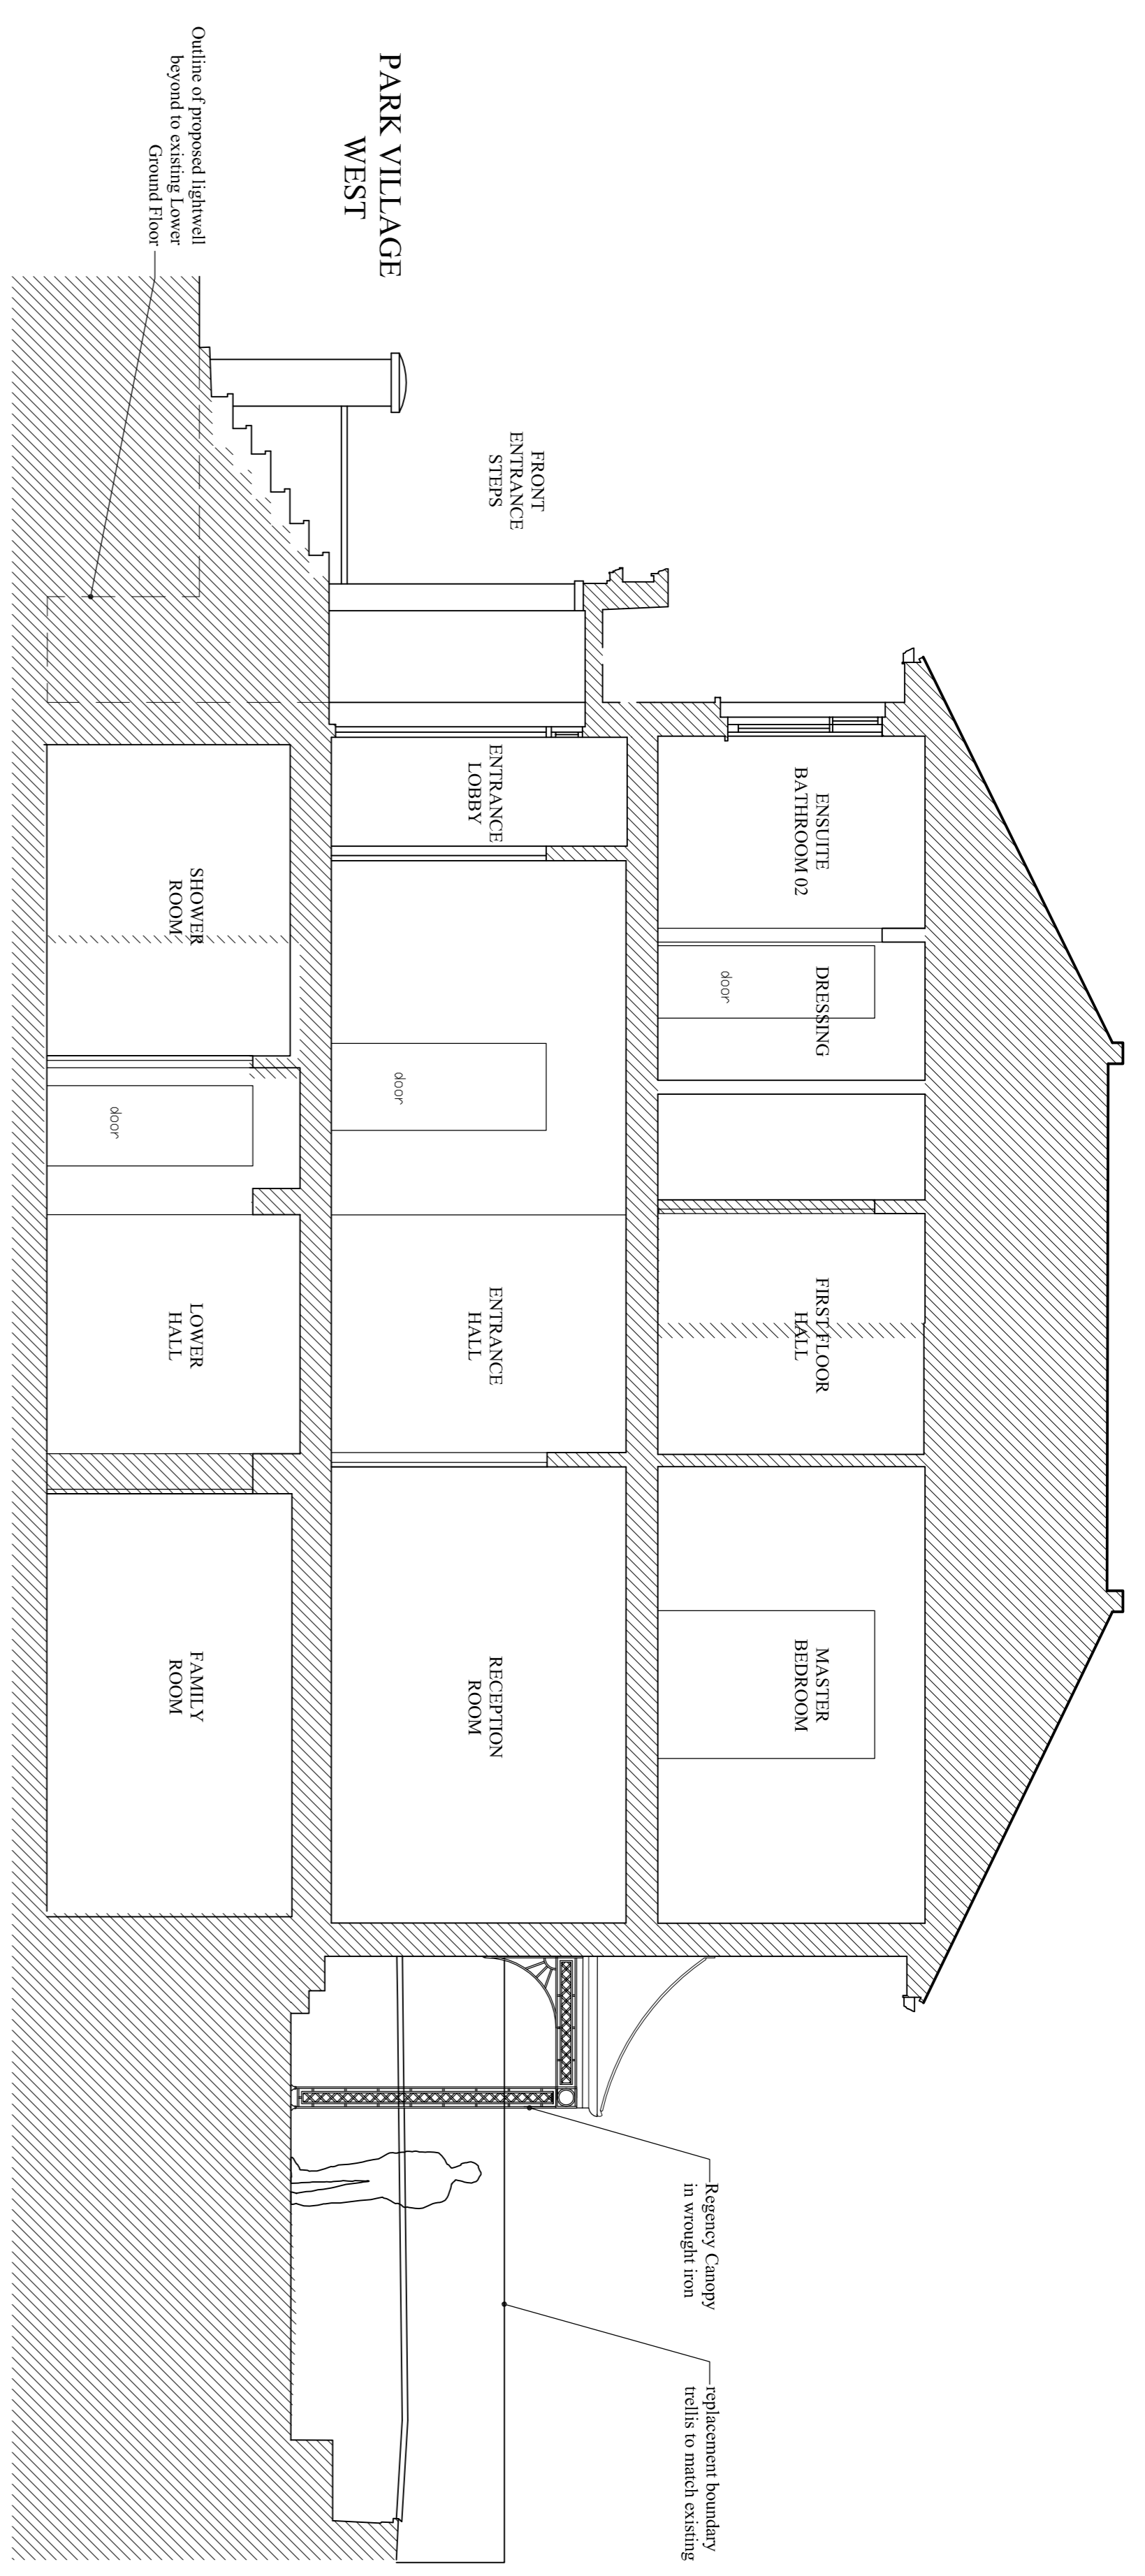 Regency Canopy
in wrought iron
replacement boundary
trellis to match existing
ENSUITE
BATHROOM 02
DRESSING
door
FIRST FLOOR
HALL
MASTER
BEDROOM
FRONT
ENTRANCE
STEPS
ENTRANCE
LOBBY
door
ENTRANCE
HALL
RECEPTION
ROOM
PARK VILLAGE
WEST
SHOWER
ROOM
door
LOWER
HALL
FAMILY
ROOM
Outline of proposed lightwell
beyond to existing Lower
Ground Floor